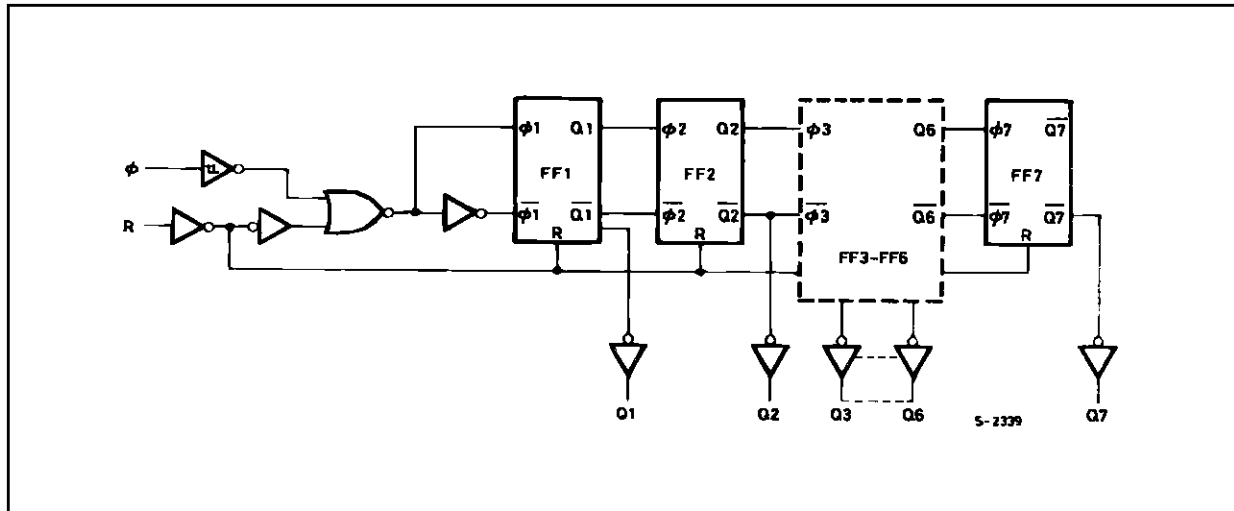 φ1 Q1 φ2 Q2 φ3 Q6 φ7 Q̅7̅
φ
FF1 FF2 FF7
R
φ̅1̅ Q̅1̅ φ̅2̅ Q̅2̅ φ̅3̅ Q̅6̅ φ̅7̅ Q̅7̅
R R R
FF3-FF6
Q1 Q2 Q3 Q6 Q7
S-2339